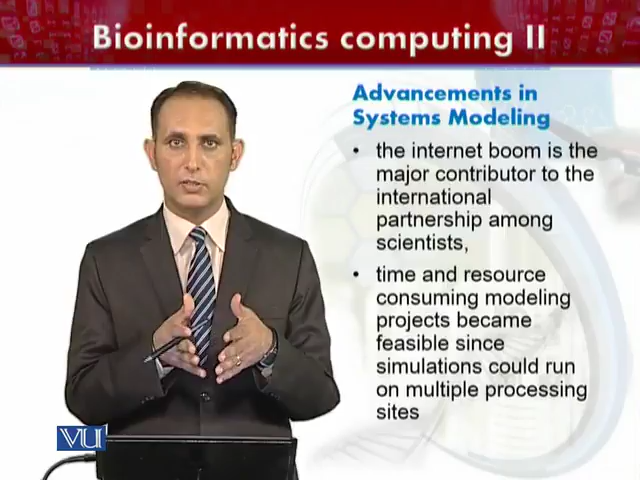 Bioinformatics computing II
Advancements in
Systems Modeling
• the internet boom is the
major contributor to the
international
partnership among
scientists,
• time and resource
consuming modeling
projects became
feasible since
simulations could run
on multiple processing
sites
VU